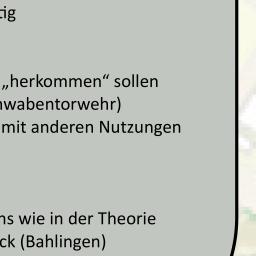 tig
„herkommen“ sollen
nwabentorwehr)
mit anderen Nutzungen
ns wie in der Theorie
ck (Bahlingen)